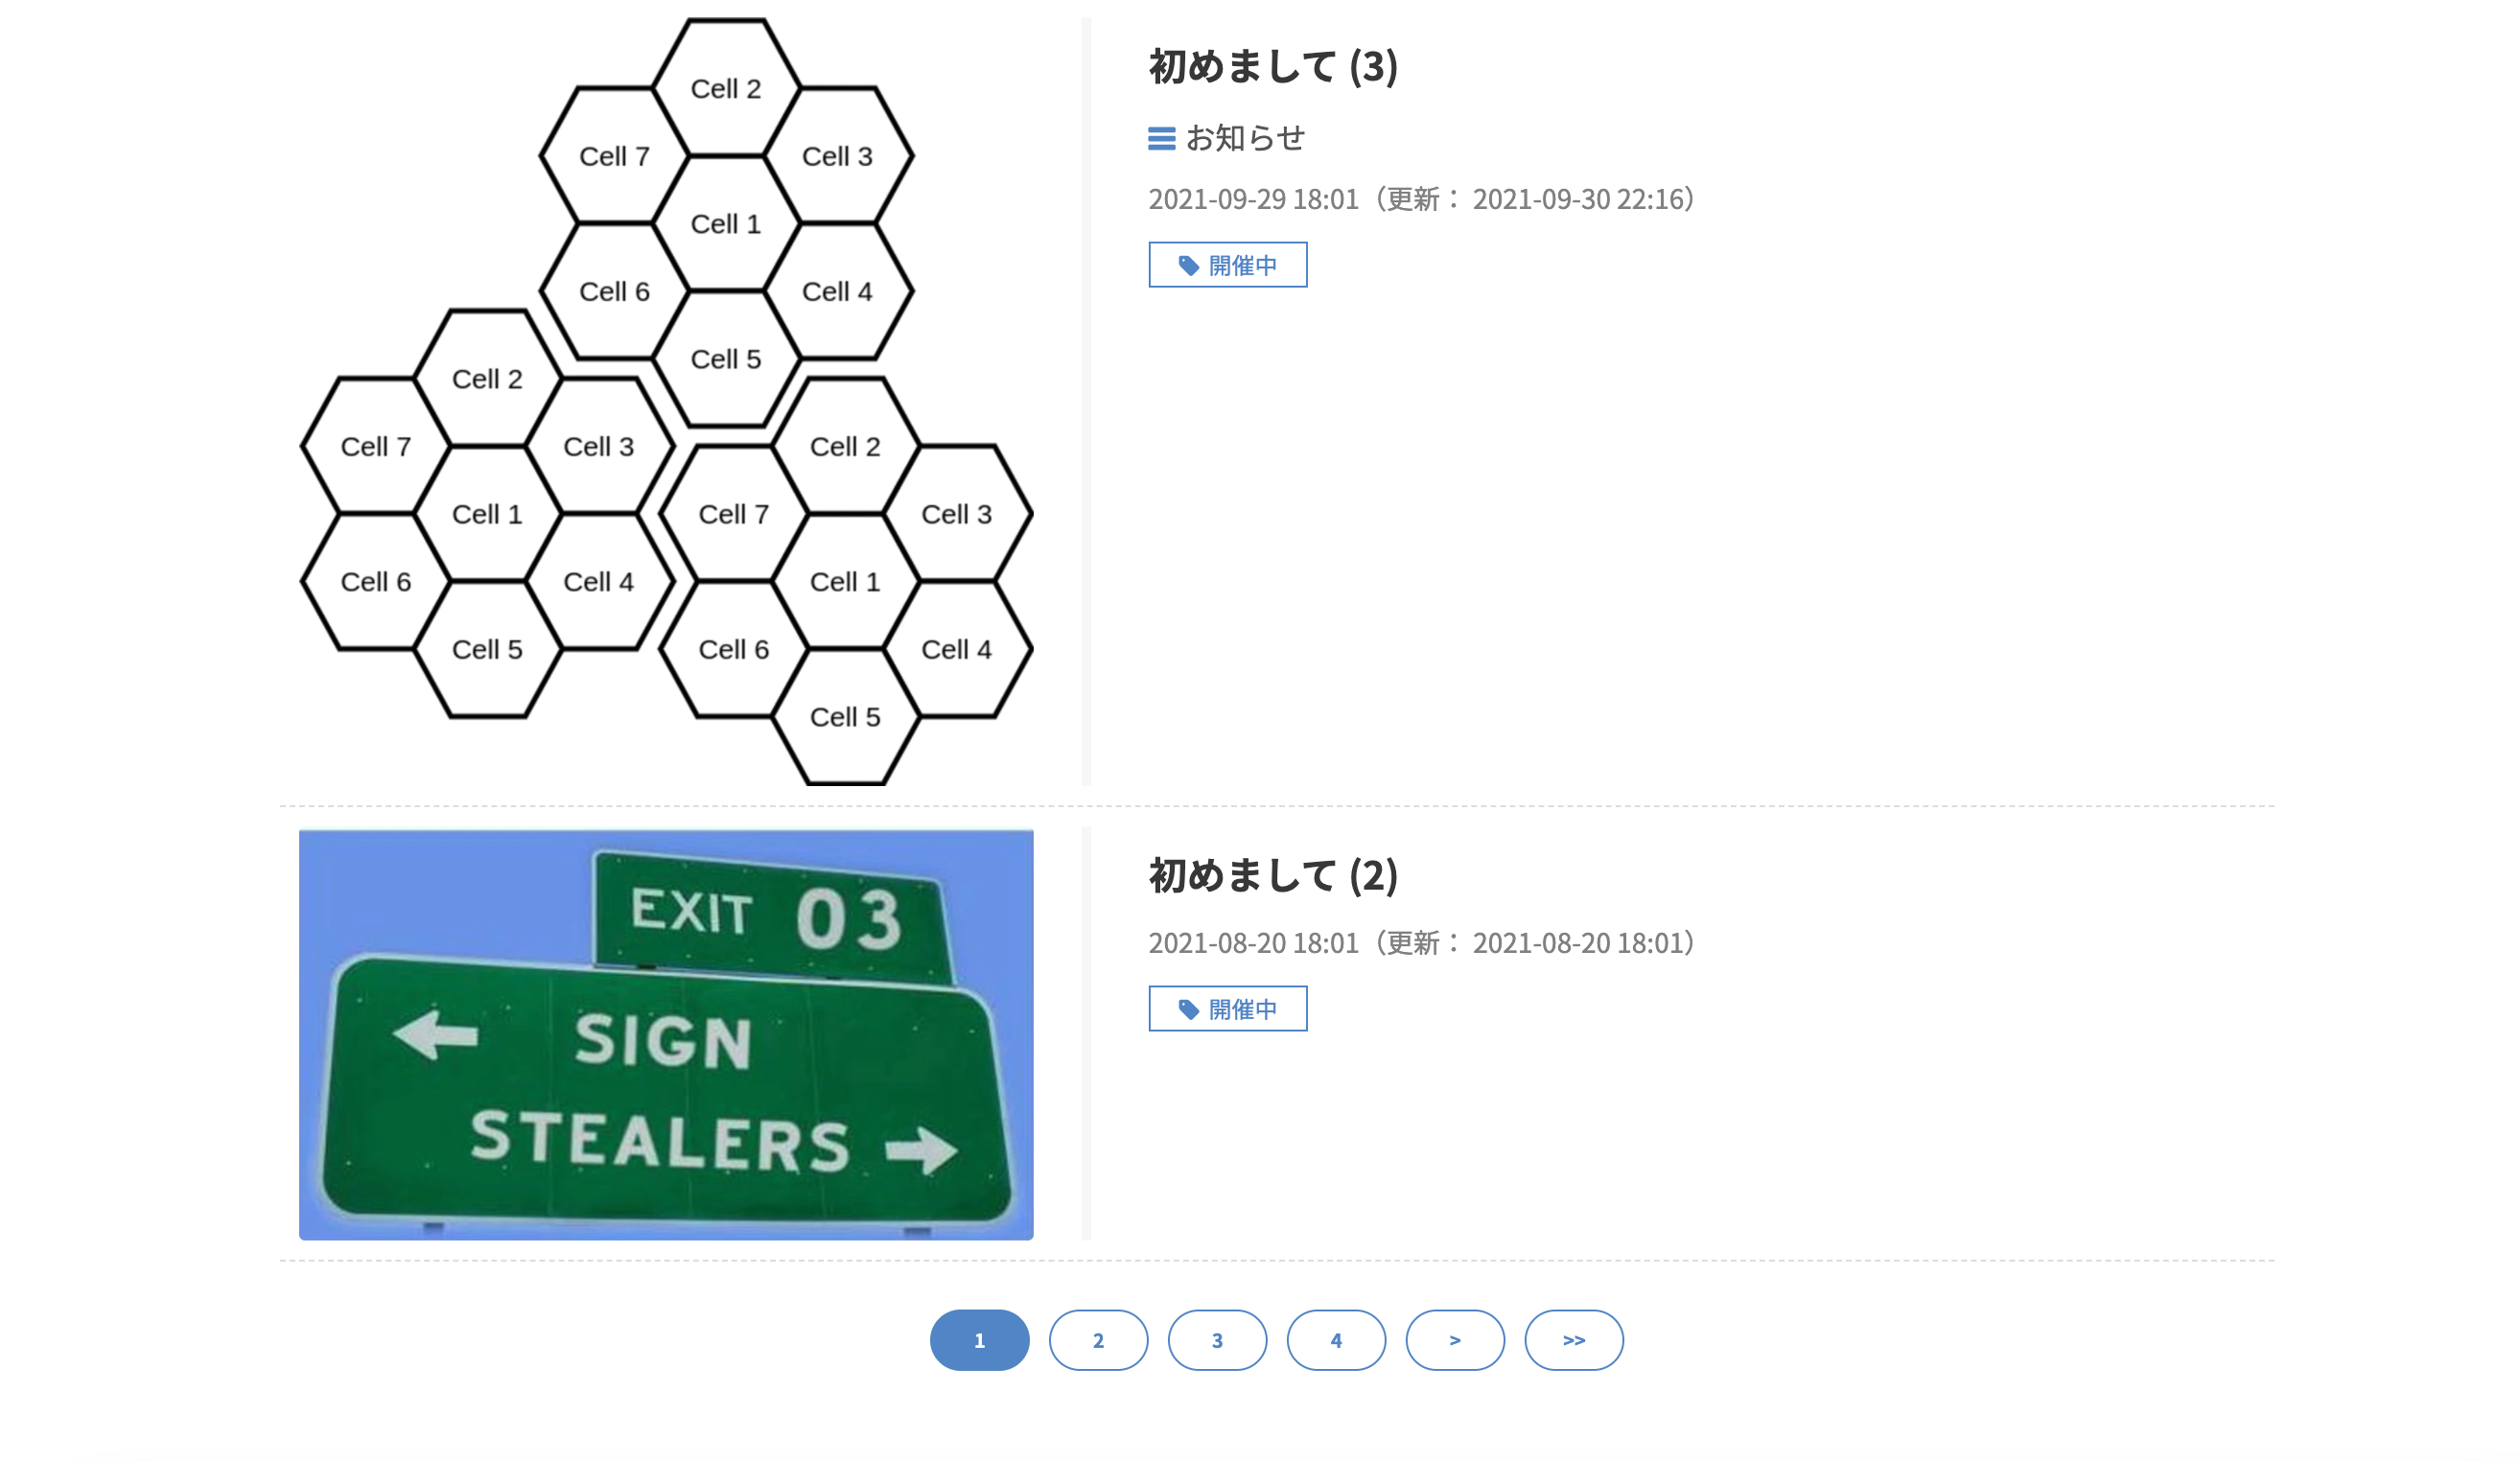 Cell 2
Cell 7
Cell 3
Cell 1
Cell 6
Cell 4
Cell 5
Cell 2
Cell 7
Cell 3
Cell 1
Cell 6
Cell 4
Cell 5
Cell 2
Cell 7
Cell 3
Cell 1
Cell 6
Cell 4
Cell 5
初めまして (3)
お知らせ
2021-09-29 18:01（更新： 2021-09-30 22:16）
開催中
EXIT 03
SIGN
STEALERS
初めまして (2)
2021-08-20 18:01（更新： 2021-08-20 18:01）
開催中
1 2 3 4 > >>